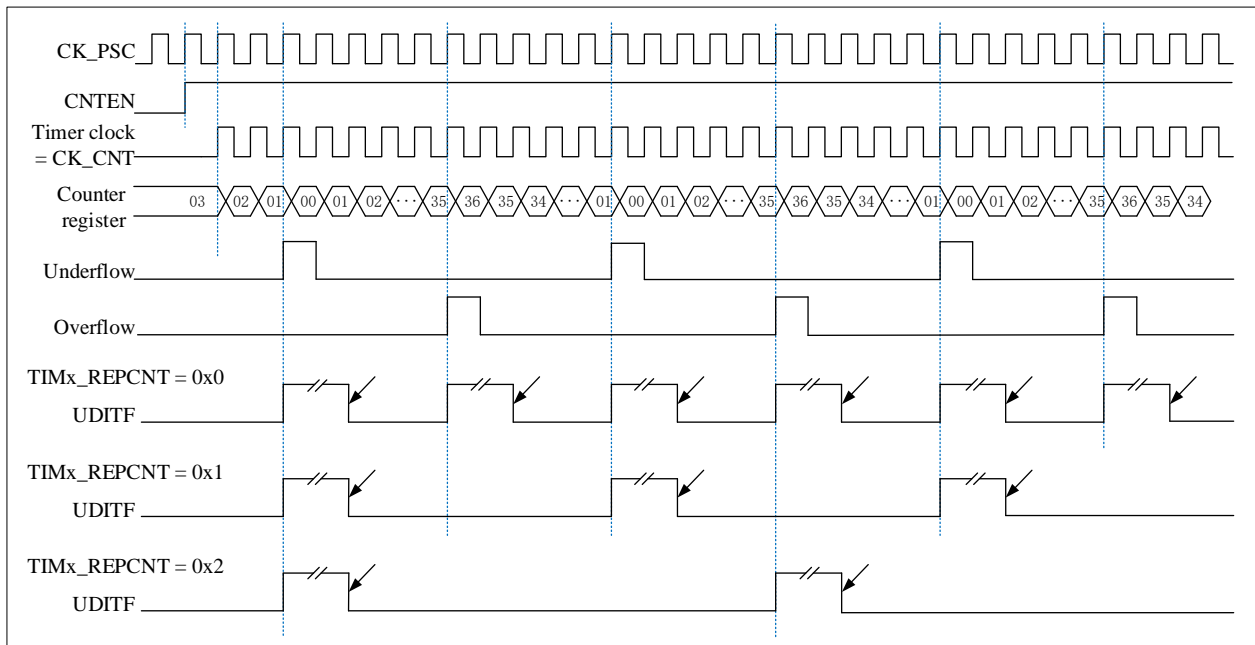 CK_PSC
CNTEN
Timer clock
= CK_CNT
Counter
register
03 02 01 00 01 02 ··· 35 36 35 34 ··· 01 00 01 02 ··· 35 36 35 34 ··· 01 00 01 02 ··· 35 36 35 34
Underflow
Overflow
TIMx_REPCNT = 0x0
UDITF
TIMx_REPCNT = 0x1
UDITF
TIMx_REPCNT = 0x2
UDITF